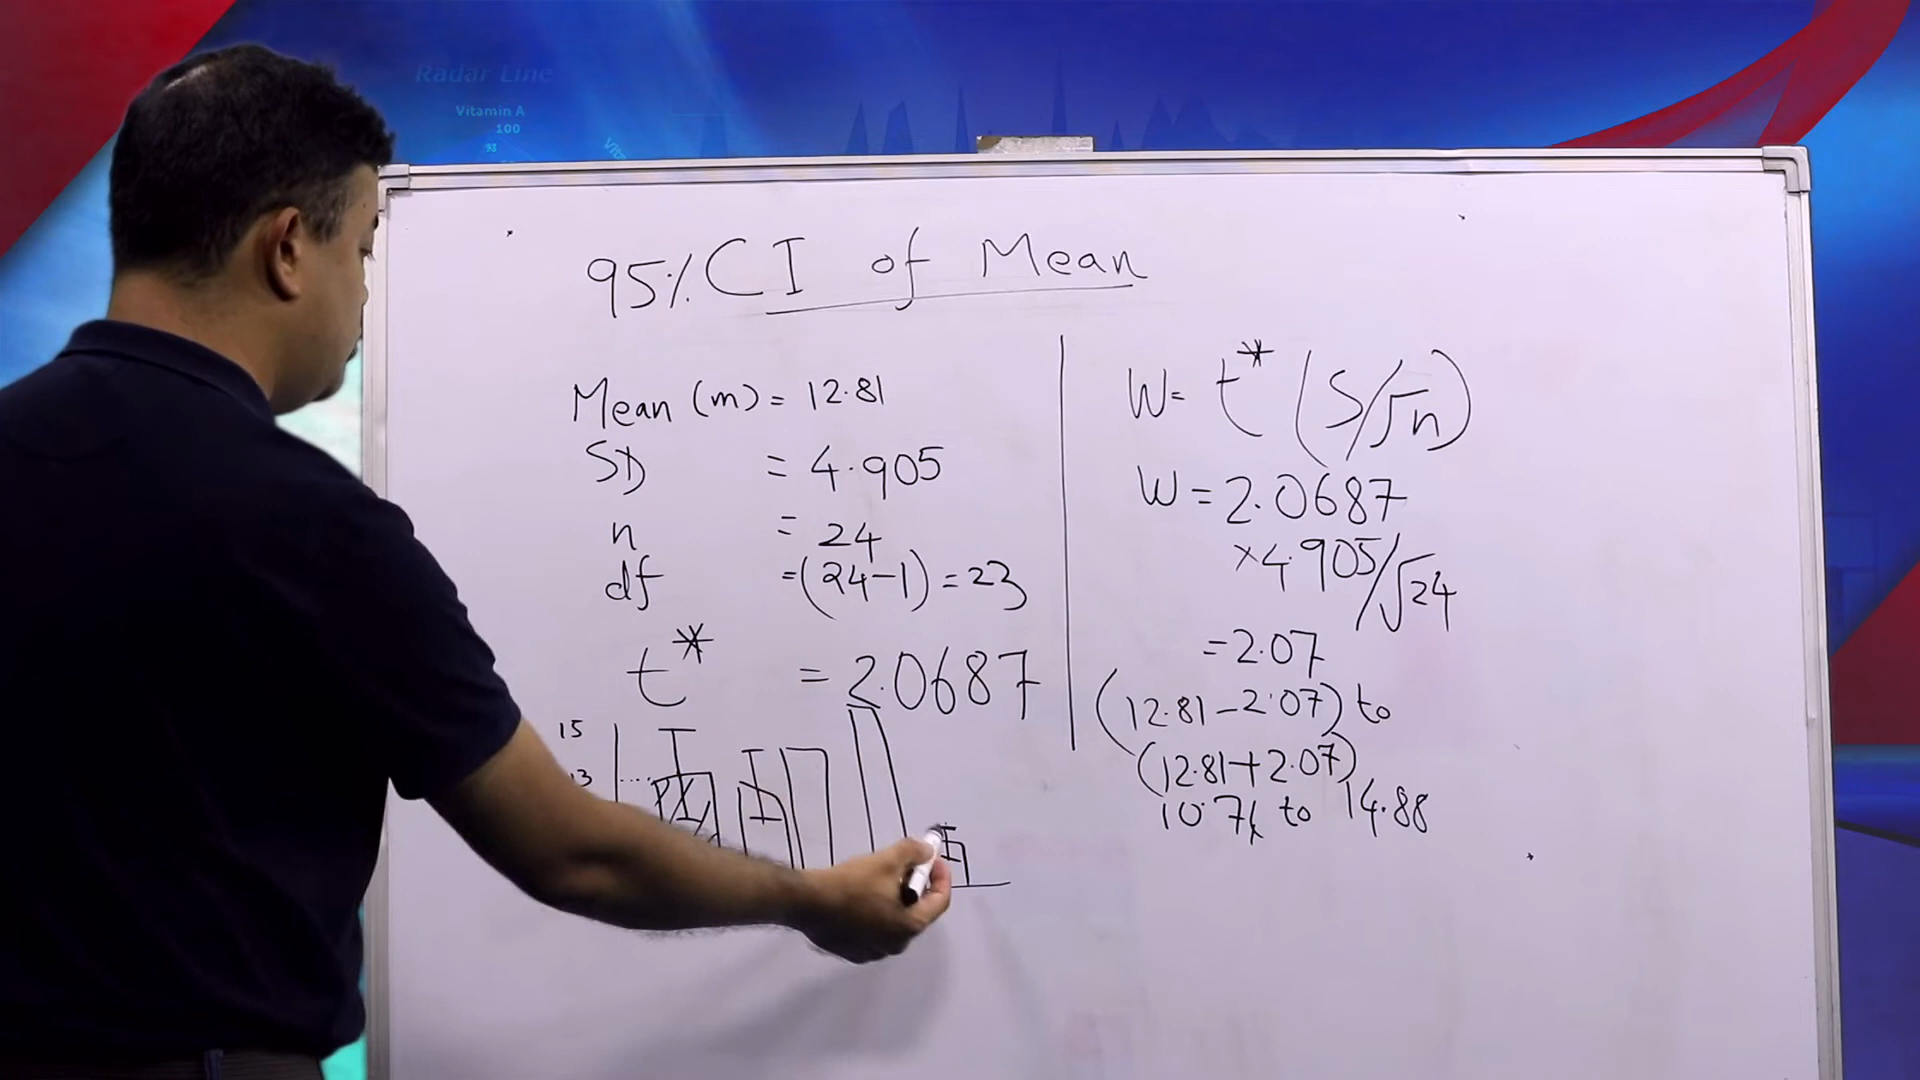 Radar Line
Vitamin A
100
93
95% CI of Mean
Mean (m) = 12.81
SD = 4.905
n = 24
df = (24-1) = 23
t* = 2.0687
15
13
W= t* (S/√n)
W = 2.0687
×4.905/√24
=2.07
(12.81-2.07) to
(12.81+2.07)
to 14.88